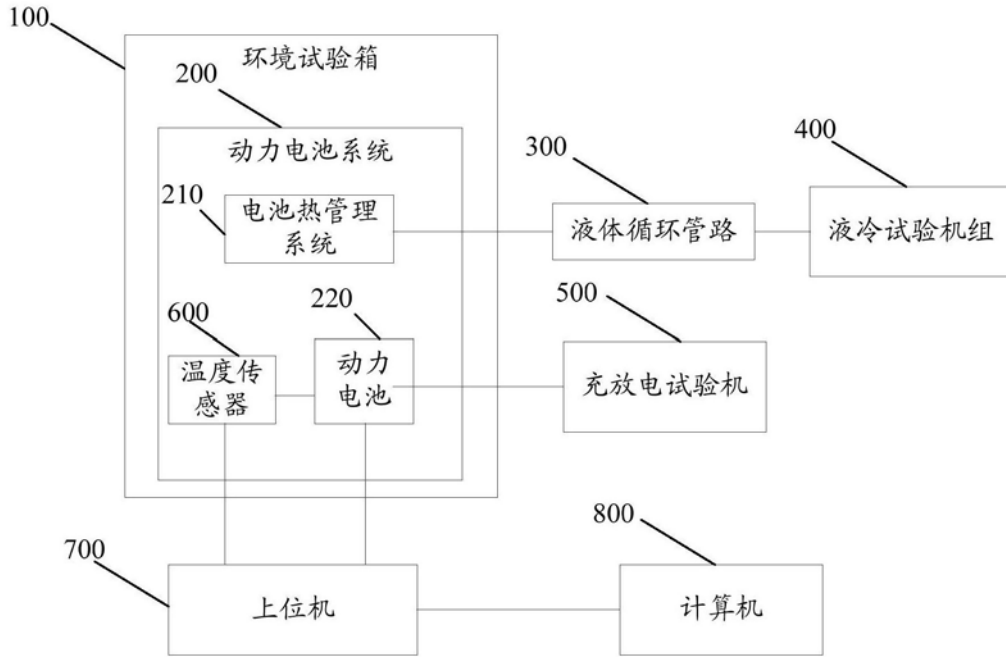 100
环境试验箱
200
动力电池系统
300
400
210
电池热管理
系统
液体循环管路
液冷试验机组
600
220
500
温度传
感器
动力
电池
充放电试验机
700
800
上位机
计算机